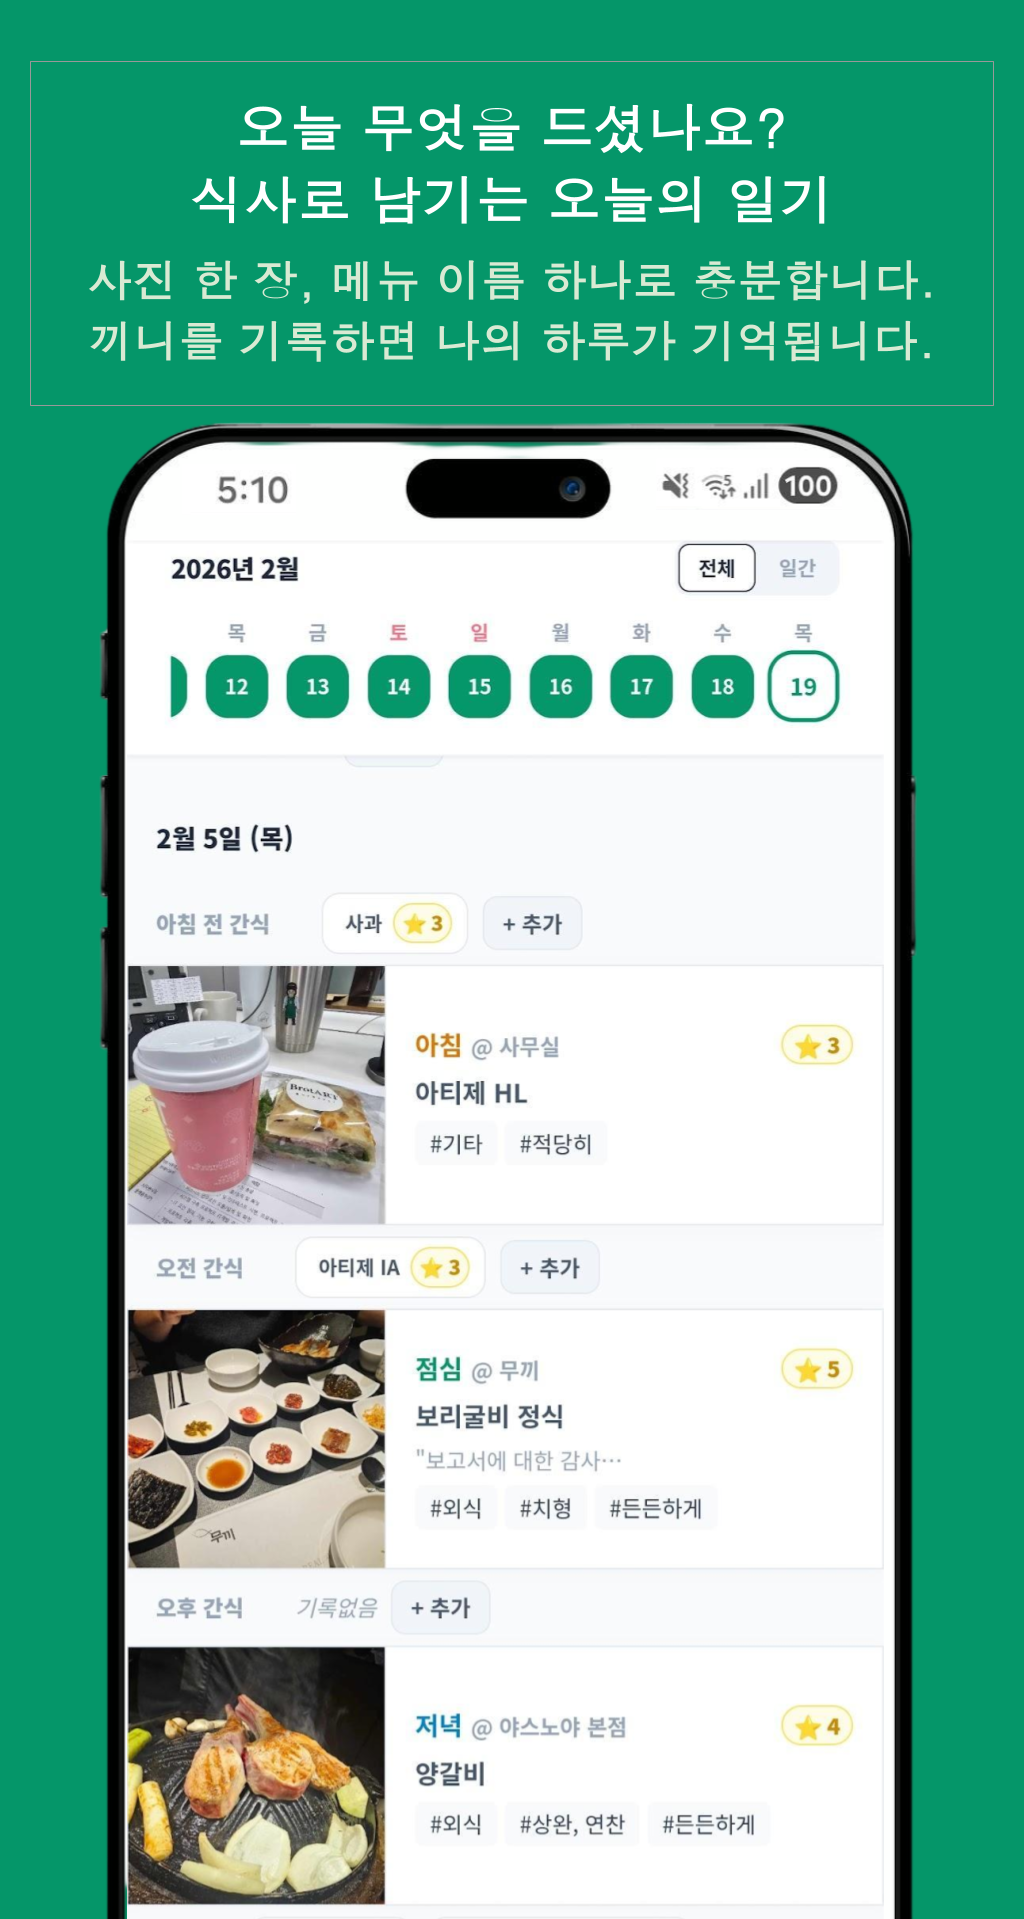 오늘 무엇을 드셨나요?
식사로 남기는 오늘의 일기
사진 한 장, 메뉴 이름 하나로 충분합니다.
끼니를 기록하면 나의 하루가 기억됩니다.
5:10
5
100
2026년 2월
전체 일간
목 금 토 일 월 화 수 목
12 13 14 15 16 17 18 19
2월 5일 (목)
아침 전 간식 사과 3 + 추가
아침 @ 사무실 3
아티제 HL
#기타 #적당히
오전 간식 아티제 IA 3 + 추가
점심 @ 무끼 5
보리굴비 정식
"보고서에 대한 감사…
#외식 #치형 #든든하게
무끼
오후 간식 기록없음 + 추가
저녁 @ 야스노야 본점 4
양갈비
#외식 #상완, 연찬 #든든하게